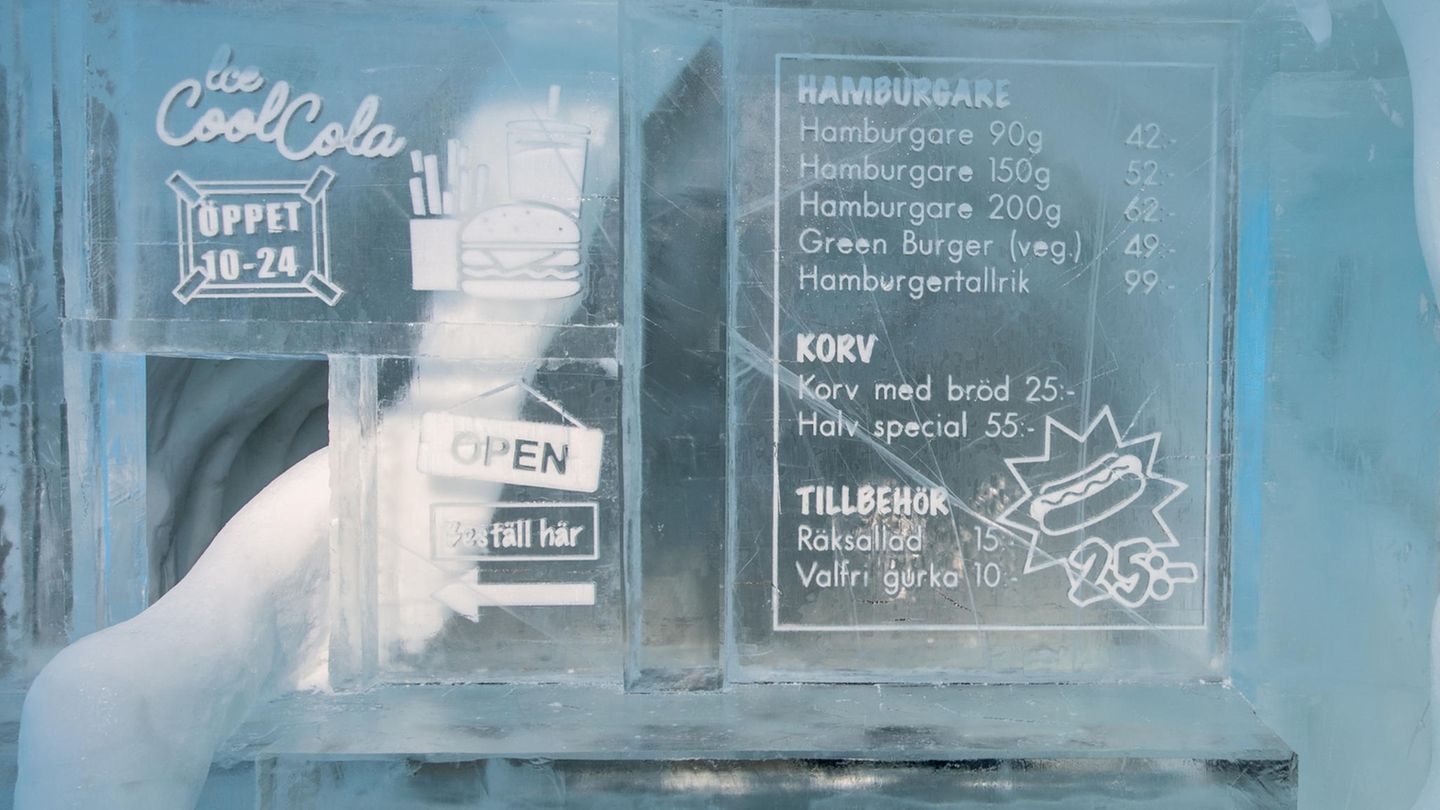 Ice
CoolCola
ÖPPET
10-24
OPEN
Beställ här
HAMBURGARE
Hamburgare 90g 42:-
Hamburgare 150g 52:-
Hamburgare 200g 62:-
Green Burger (veg.) 49:-
Hamburgertallrik 99:-
KORV
Korv med bröd 25:-
Halv special 55:-
TILLBEHÖR
Räksallad 15:-
Valfri gurka 10:-
25:-